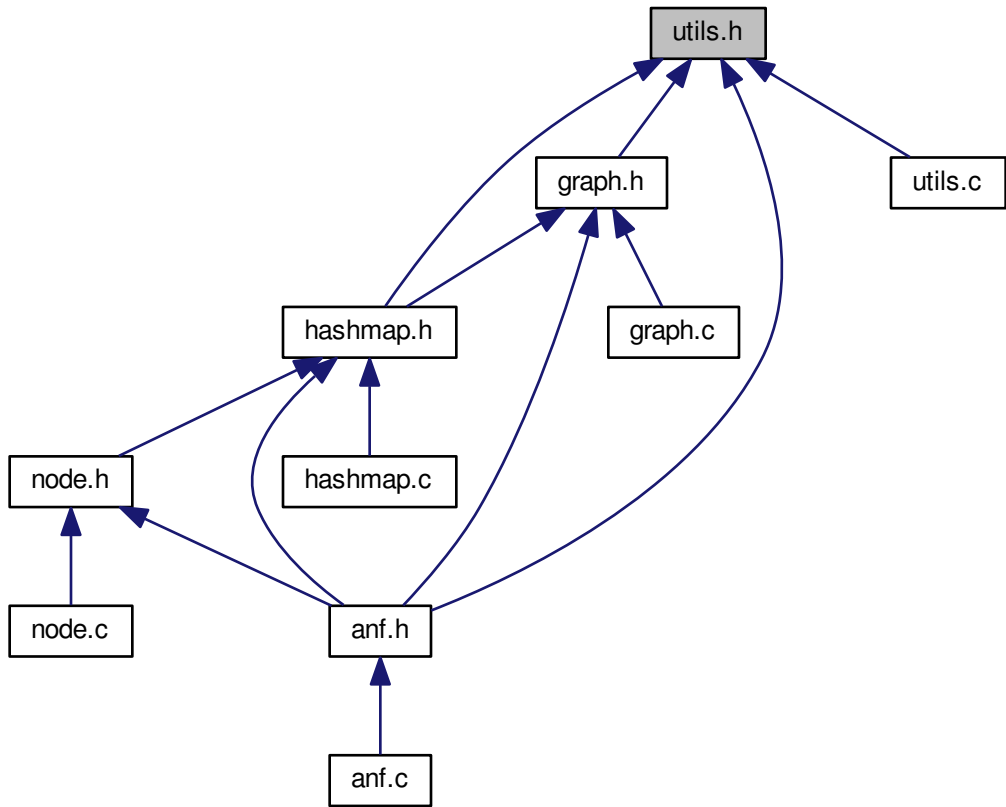 utils.h
graph.h
utils.c
hashmap.h
graph.c
node.h
hashmap.c
node.c
anf.h
anf.c